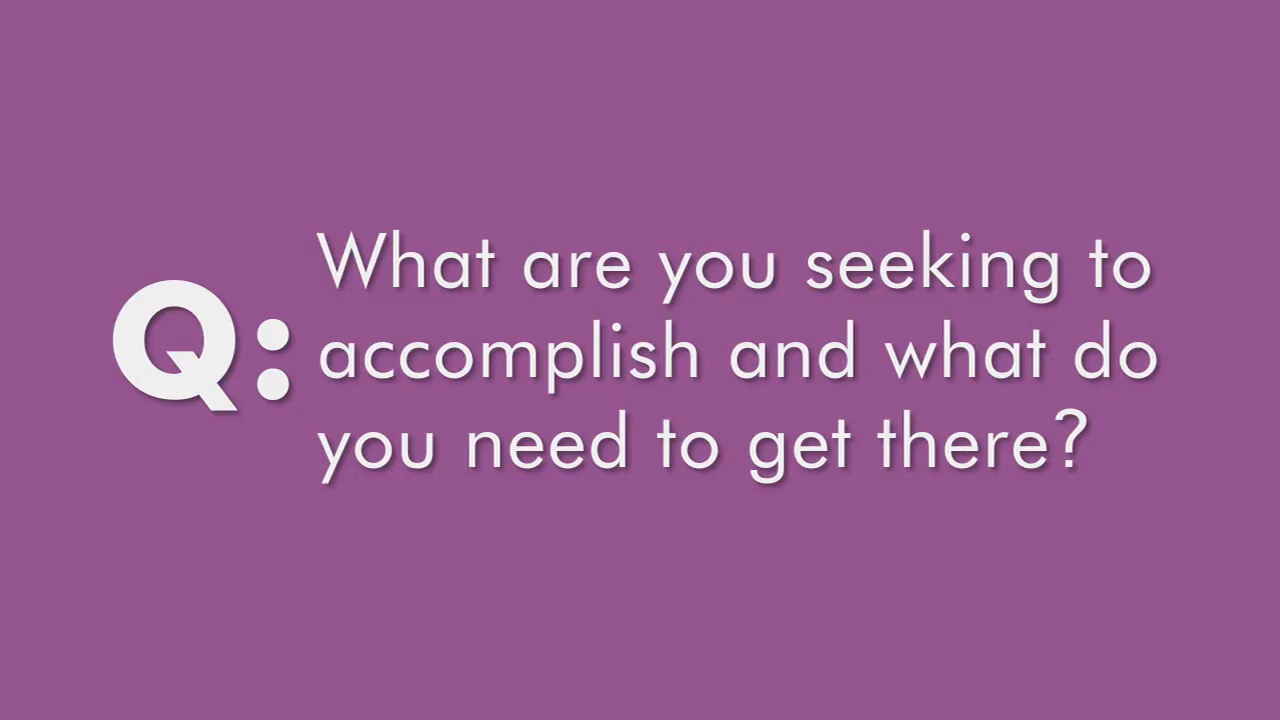 Q: What are you seeking to
accomplish and what do
you need to get there?